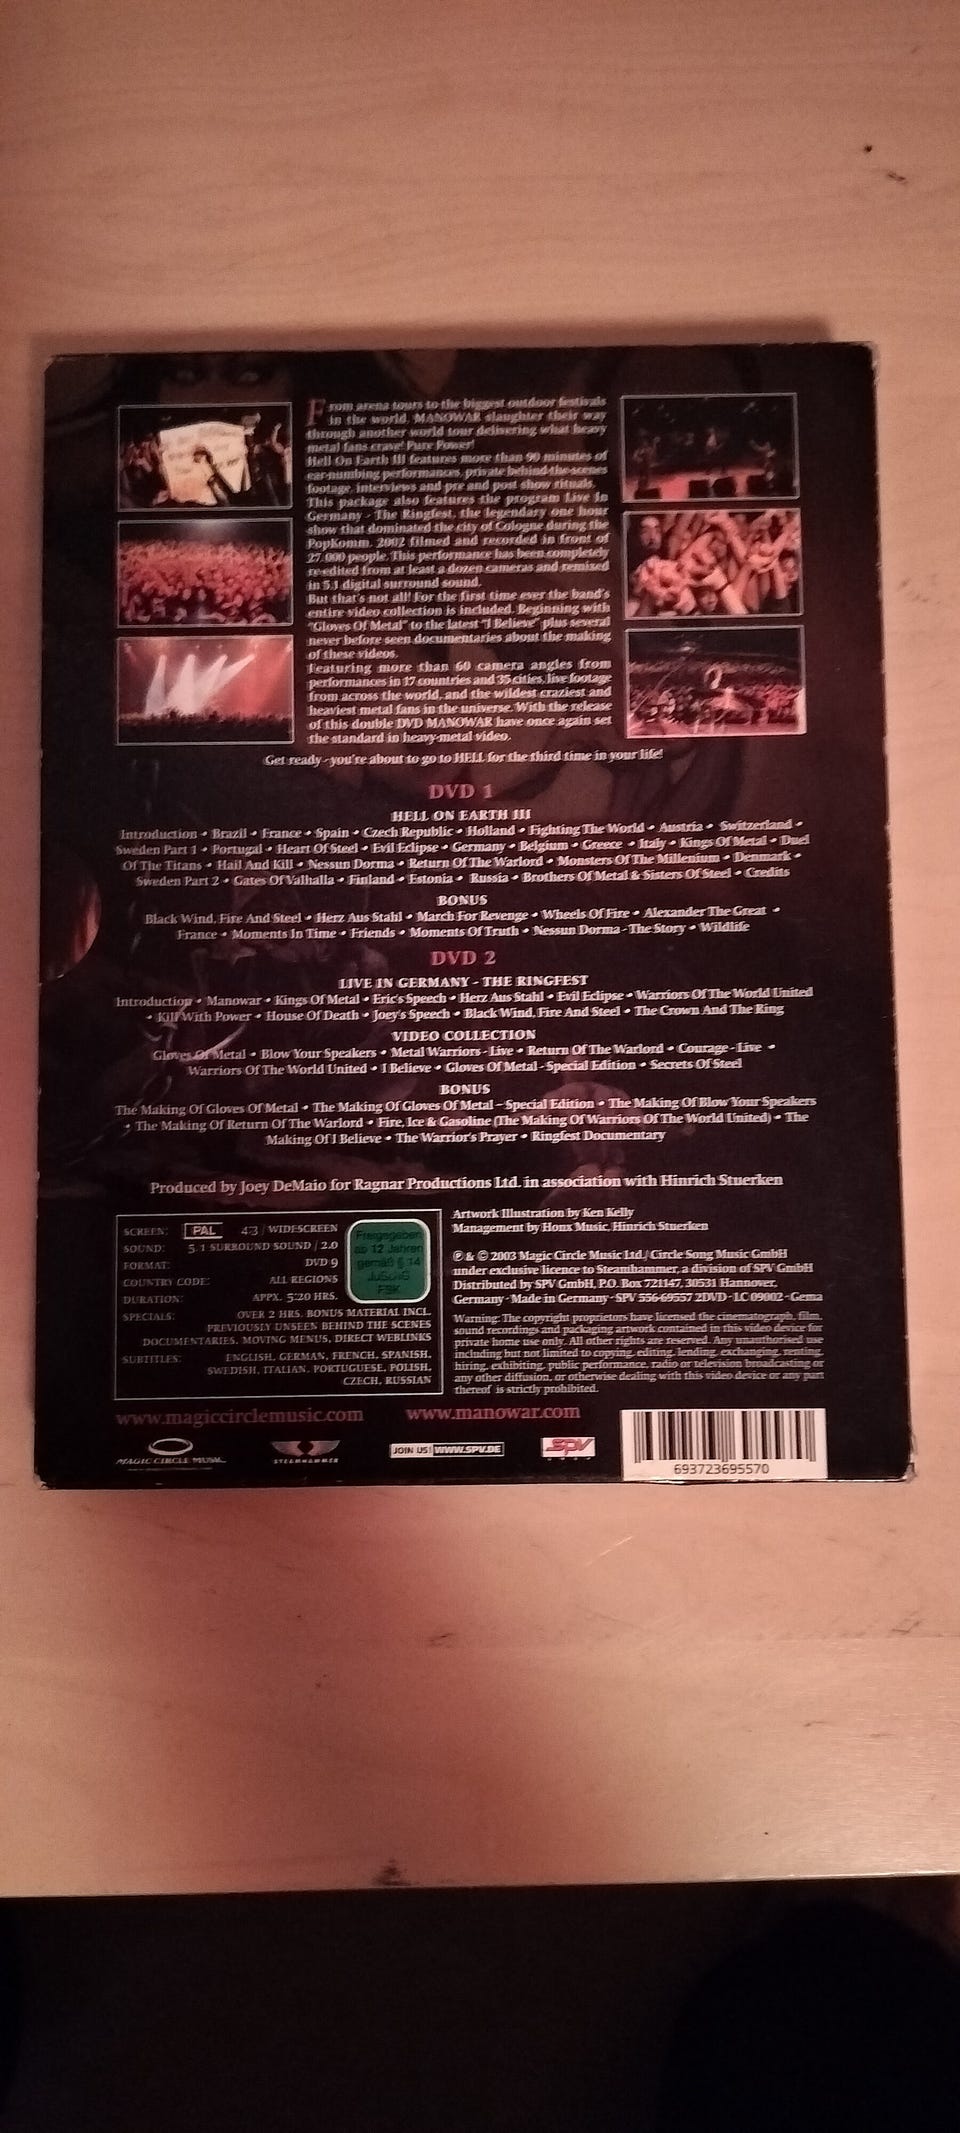 From arena tours to the biggest outdoor festivals
in the world, MANOWAR slaughter their way
through another world tour delivering what heavy
metal fans crave! Pure Power!
Hell On Earth III features more than 90 minutes of
ear-numbing performances, private behind-the-scenes
footage, interviews and pre and post show rituals.
This package also features the program Live In
Germany - The Ringfest, the legendary one hour
show that dominated the city of Cologne during the
PopKomm. 2002 filmed and recorded in front of
27.000 people. This performance has been completely
re-edited from at least a dozen cameras and remixed
in 5.1 digital surround sound.
But that's not all! For the first time ever the band's
entire video collection is included. Beginning with
"Gloves Of Metal" to the latest "I Believe" plus several
never before seen documentaries about the making
of these videos.
Featuring more than 60 camera angles from
performances in 17 countries and 35 cities, live footage
from across the world, and the wildest craziest and
heaviest metal fans in the universe. With the release
of this double DVD MANOWAR have once again set
the standard in heavy-metal video.
Get ready - you're about to go to HELL for the third time in your life!
DVD 1
HELL ON EARTH III
Introduction • Brazil • France • Spain • Czech Republic • Holland • Fighting The World • Austria • Switzerland •
Sweden Part 1 • Portugal • Heart Of Steel • Evil Eclipse • Germany • Belgium • Greece • Italy • Kings Of Metal • Duel
Of The Titans • Hail And Kill • Nessun Dorma • Return Of The Warlord • Monsters Of The Millenium • Denmark •
Sweden Part 2 • Gates Of Valhalla • Finland • Estonia • Russia • Brothers Of Metal & Sisters Of Steel • Credits
BONUS
Black Wind, Fire And Steel • Herz Aus Stahl • March For Revenge • Wheels Of Fire • Alexander The Great •
France • Moments In Time • Friends • Moments Of Truth • Nessun Dorma - The Story • Wildlife
DVD 2
LIVE IN GERMANY - THE RINGFEST
Introduction • Manowar • Kings Of Metal • Eric's Speech • Herz Aus Stahl • Evil Eclipse • Warriors Of The World United
• Kill With Power • House Of Death • Joey's Speech • Black Wind, Fire And Steel • The Crown And The Ring
VIDEO COLLECTION
Gloves Of Metal • Blow Your Speakers • Metal Warriors - Live • Return Of The Warlord • Courage - Live •
Warriors Of The World United • I Believe • Gloves Of Metal - Special Edition • Secrets Of Steel
BONUS
The Making Of Gloves Of Metal • The Making Of Gloves Of Metal – Special Edition • The Making Of Blow Your Speakers
• The Making Of Return Of The Warlord • Fire, Ice & Gasoline (The Making Of Warriors Of The World United) • The
Making Of I Believe • The Warrior's Prayer • Ringfest Documentary
Produced by Joey DeMaio for Ragnar Productions Ltd. in association with Hinrich Stuerken
SCREEN: PAL 4:3 / WIDESCREEN
SOUND: 5.1 SURROUND SOUND / 2.0
FORMAT: DVD 9
COUNTRY CODE: ALL REGIONS
DURATION: APPX. 5:20 HRS.
SPECIALS: OVER 2 HRS. BONUS MATERIAL INCL.
PREVIOUSLY UNSEEN BEHIND THE SCENES
DOCUMENTARIES, MOVING MENUS, DIRECT WEBLINKS
SUBTITLES: ENGLISH, GERMAN, FRENCH, SPANISH,
SWEDISH, ITALIAN, PORTUGUESE, POLISH,
CZECH, RUSSIAN
Freigegeben
ab 12 Jahren
gemäß § 14
JuSchG
FSK
Artwork Illustration by Ken Kelly
Management by Honx Music, Hinrich Stuerken
℗ & © 2003 Magic Circle Music Ltd./ Circle Song Music GmbH
under exclusive licence to Steamhammer, a division of SPV GmbH
Distributed by SPV GmbH, P.O. Box 721147, 30531 Hannover,
Germany - Made in Germany - SPV 556-69557 2DVD - LC 09002 - Gema
Warning: The copyright proprietors have licensed the cinematograph, film,
sound recordings and packaging artwork contained in this video device for
private home use only. All other rights are reserved. Any unauthorised use
including but not limited to copying, editing, lending, exchanging, renting,
hiring, exhibiting, public performance, radio or television broadcasting or
any other diffusion, or otherwise dealing with this video device or any part
thereof is strictly prohibited.
www.magiccirclemusic.com www.manowar.com
MAGIC CIRCLE MUSIC
STEAMHAMMER
JOIN US! WWW.SPV.DE
SPV
693723695570